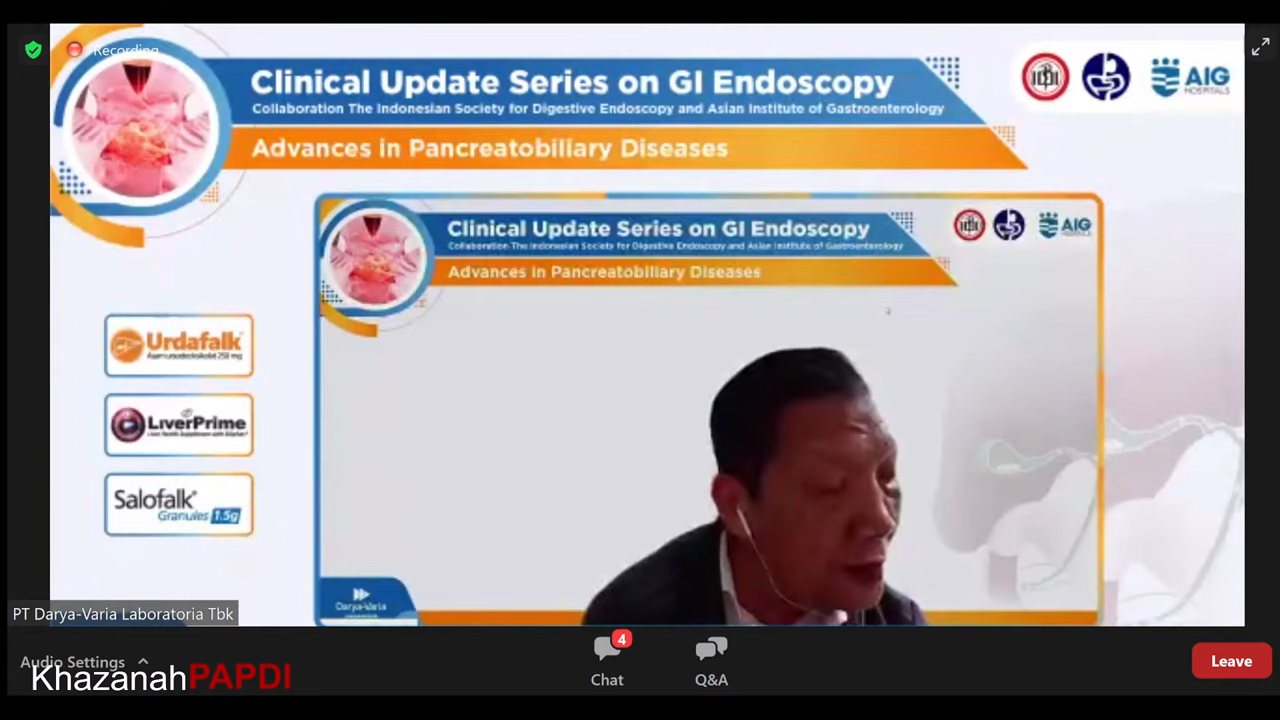 Recording
Clinical Update Series on GI Endoscopy
Collaboration The Indonesian Society for Digestive Endoscopy and Asian Institute of Gastroenterology
Advances in Pancreatobiliary Diseases
AIG
HOSPITALS
Clinical Update Series on GI Endoscopy
Collaboration The Indonesian Society for Digestive Endoscopy and Asian Institute of Gastroenterology
Advances in Pancreatobiliary Diseases
AIG
Urdafalk
LiverPrime
Salofalk®
Granules 1.5g
Darya-Varia
PT Darya-Varia Laboratoria Tbk
Audio Settings
KhazanahPAPDI
4
Chat
Q&A
Leave